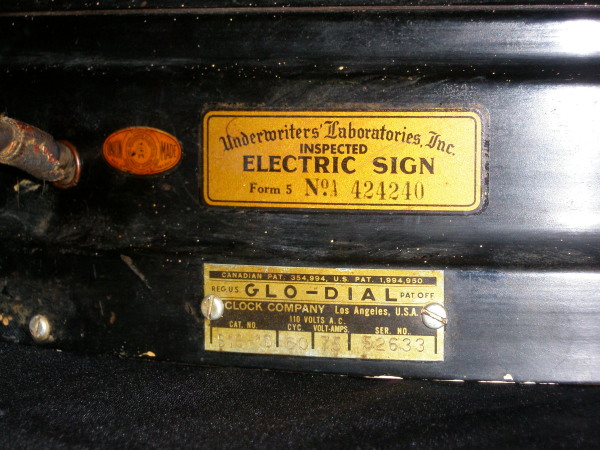 UNION MADE
Underwriters' Laboratories, Inc.
INSPECTED
ELECTRIC SIGN
Form 5 No. A 424240
CANADIAN PAT. 354,994, U.S. PAT. 1,994,950
REG. U.S. GLO-DIAL PAT. OFF.
CLOCK COMPANY Los Angeles, U.S.A.
110 VOLTS A.C.
CAT. NO. CYC. VOLT-AMPS. SER. NO.
60 75 52633